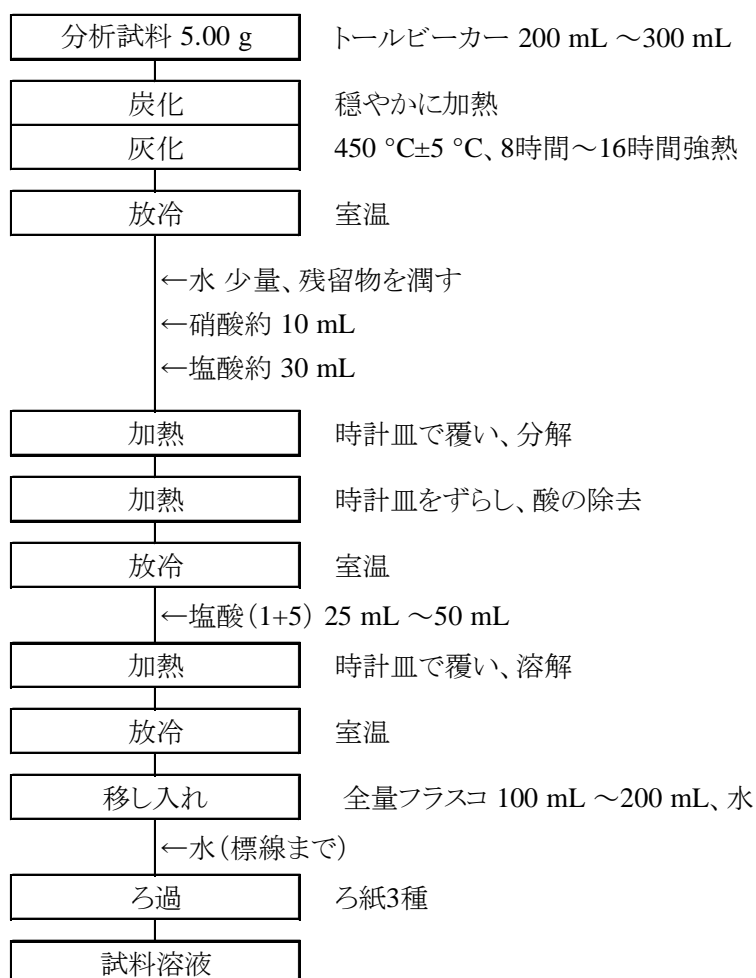 分析試料 5.00 g トールビーカー 200 mL ～300 mL
炭化 穏やかに加熱
灰化 450 °C±5 °C、8時間～16時間強熱
放冷 室温
←水 少量、残留物を潤す
←硝酸約 10 mL
←塩酸約 30 mL
加熱 時計皿で覆い、分解
加熱 時計皿をずらし、酸の除去
放冷 室温
←塩酸（1+5） 25 mL ～50 mL
加熱 時計皿で覆い、溶解
放冷 室温
移し入れ 全量フラスコ 100 mL ～200 mL、水
←水（標線まで）
ろ過 ろ紙3種
試料溶液